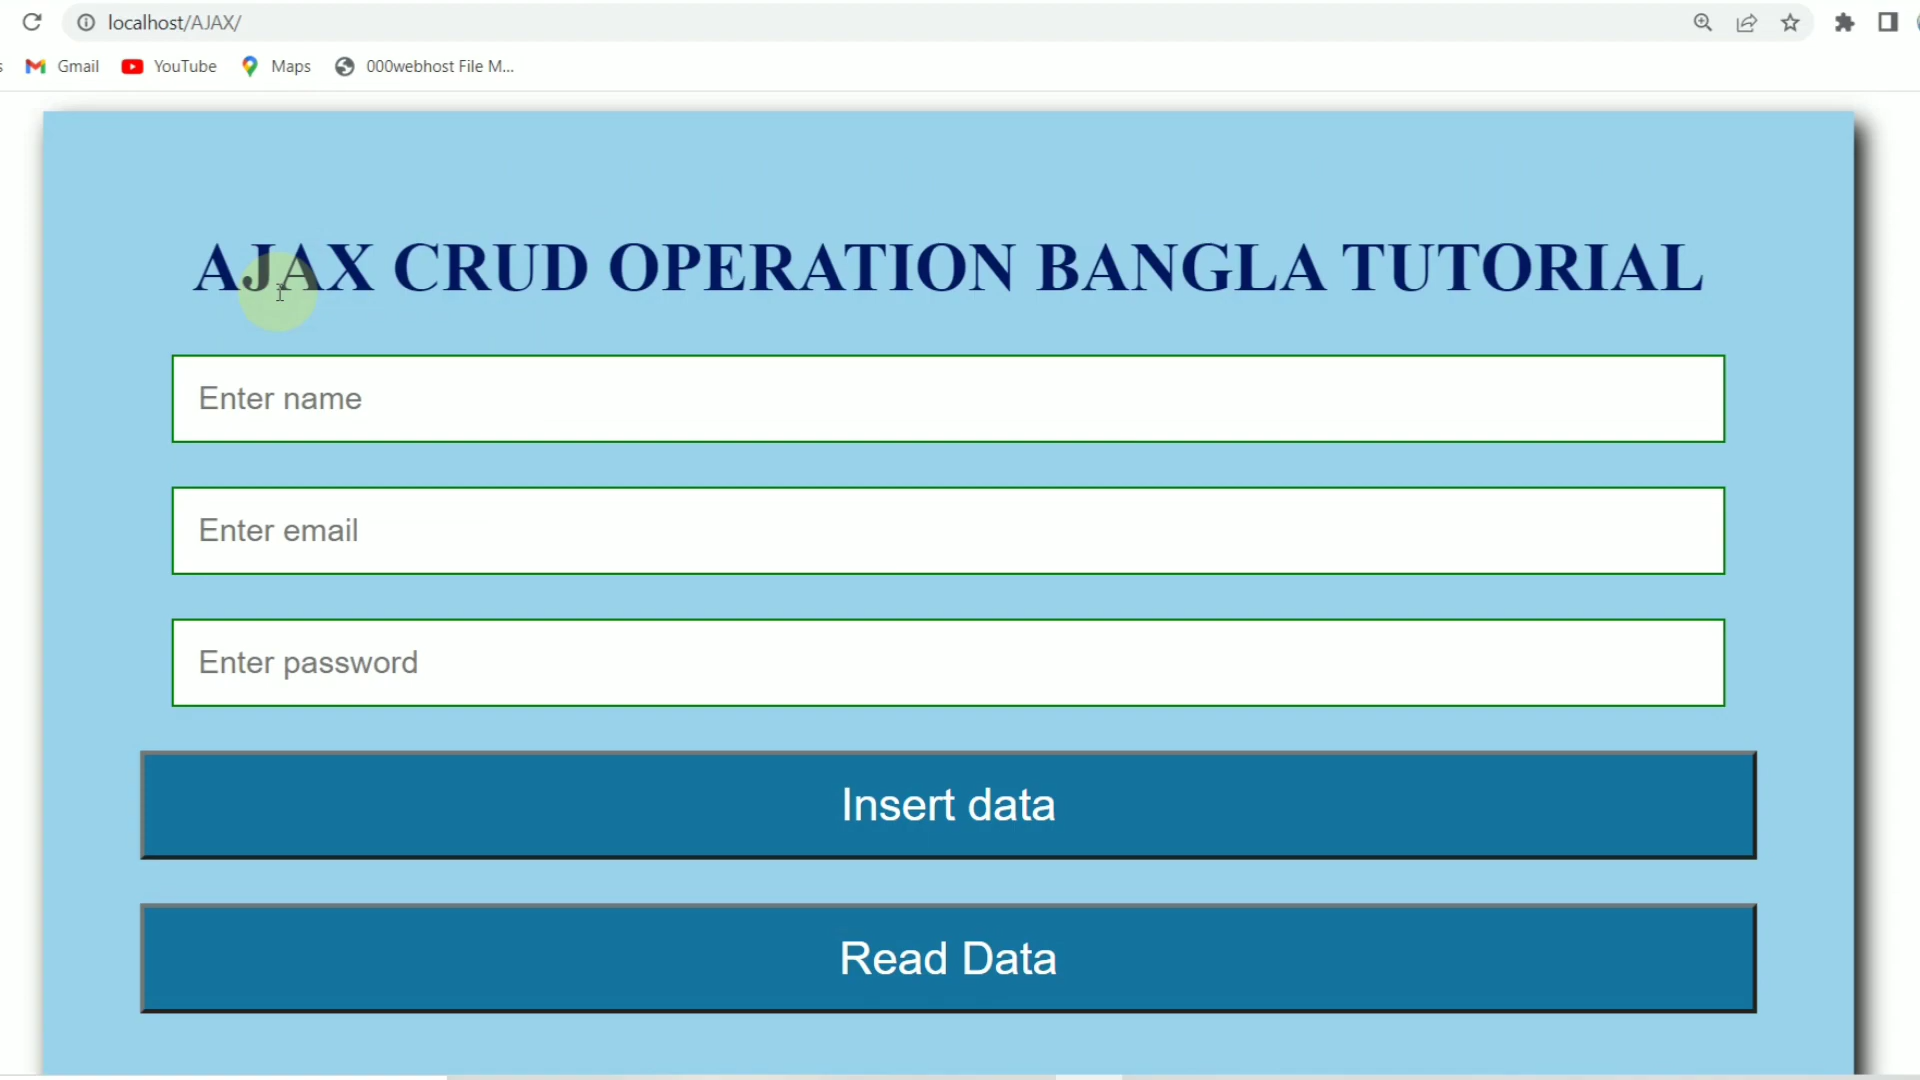 localhost/AJAX/
s Gmail YouTube Maps 000webhost File M...
AJAX CRUD OPERATION BANGLA TUTORIAL
Enter name
Enter email
Enter password
Insert data
Read Data